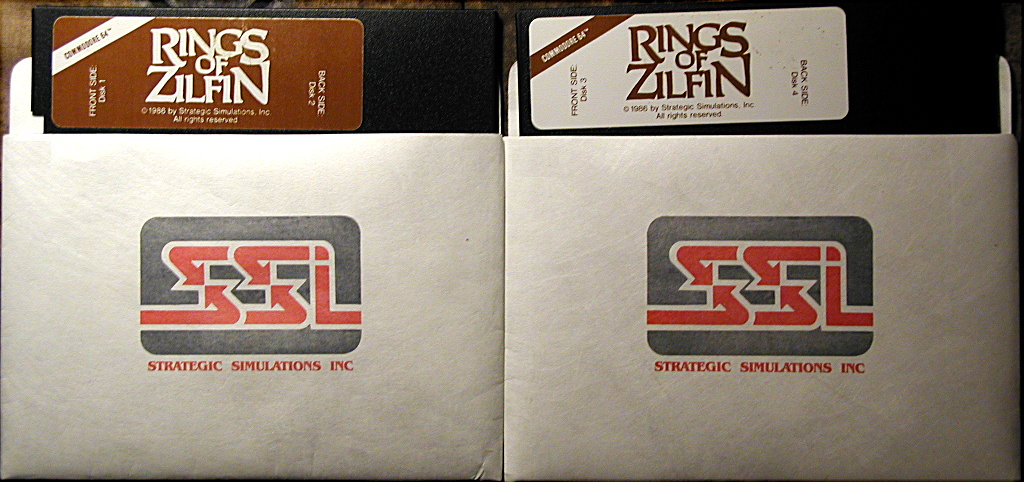 COMMODORE 64™
RINGS
OF
ZILFIN
FRONT SIDE:
Disk 1
BACK SIDE:
Disk 2
©1986 by Strategic Simulations, Inc.
All rights reserved
SSI
STRATEGIC SIMULATIONS INC
COMMODORE 64™
RINGS
OF
ZILFIN
FRONT SIDE:
Disk 3
BACK SIDE:
Disk 4
©1986 by Strategic Simulations, Inc.
All rights reserved
SSI
STRATEGIC SIMULATIONS INC